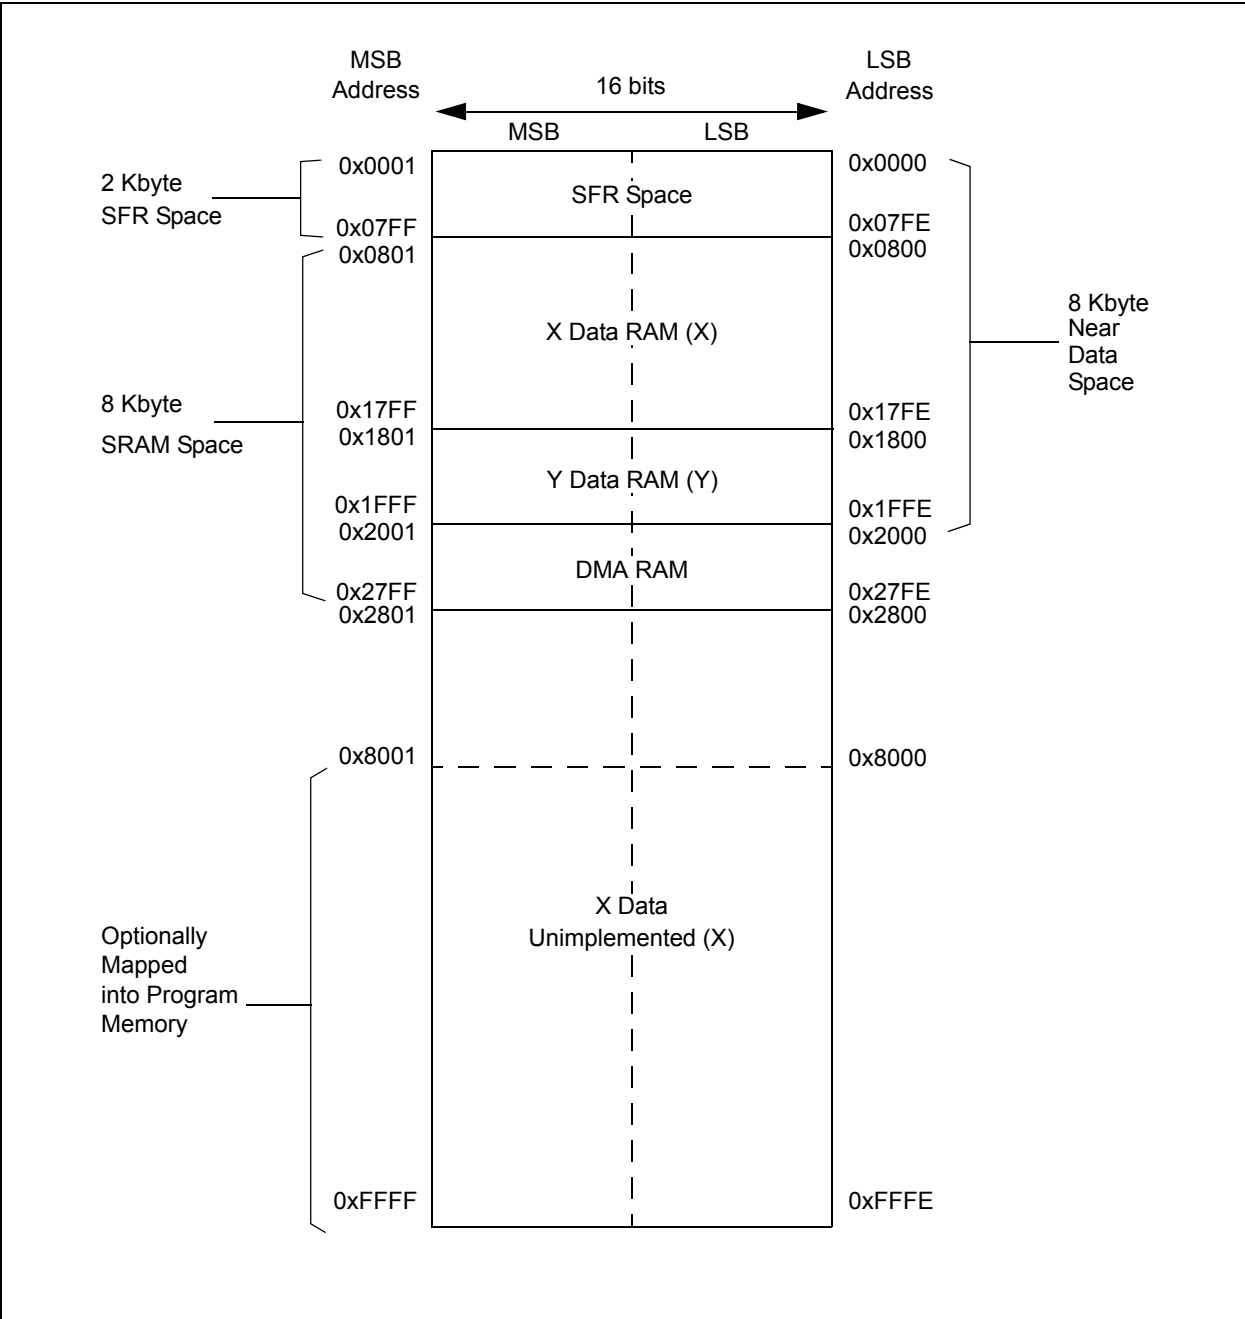 MSB
Address
16 bits
LSB
Address
MSB
LSB
2 Kbyte
SFR Space
0x0001
0x07FF
0x0801
SFR Space
0x0000
0x07FE
0x0800
8 Kbyte
SRAM Space
X Data RAM (X)
8 Kbyte
Near
Data
Space
0x17FF
0x1801
0x17FE
0x1800
Y Data RAM (Y)
0x1FFF
0x2001
0x1FFE
0x2000
DMA RAM
0x27FF
0x2801
0x27FE
0x2800
0x8001
0x8000
Optionally
Mapped
into Program
Memory
X Data
Unimplemented (X)
0xFFFF
0xFFFE